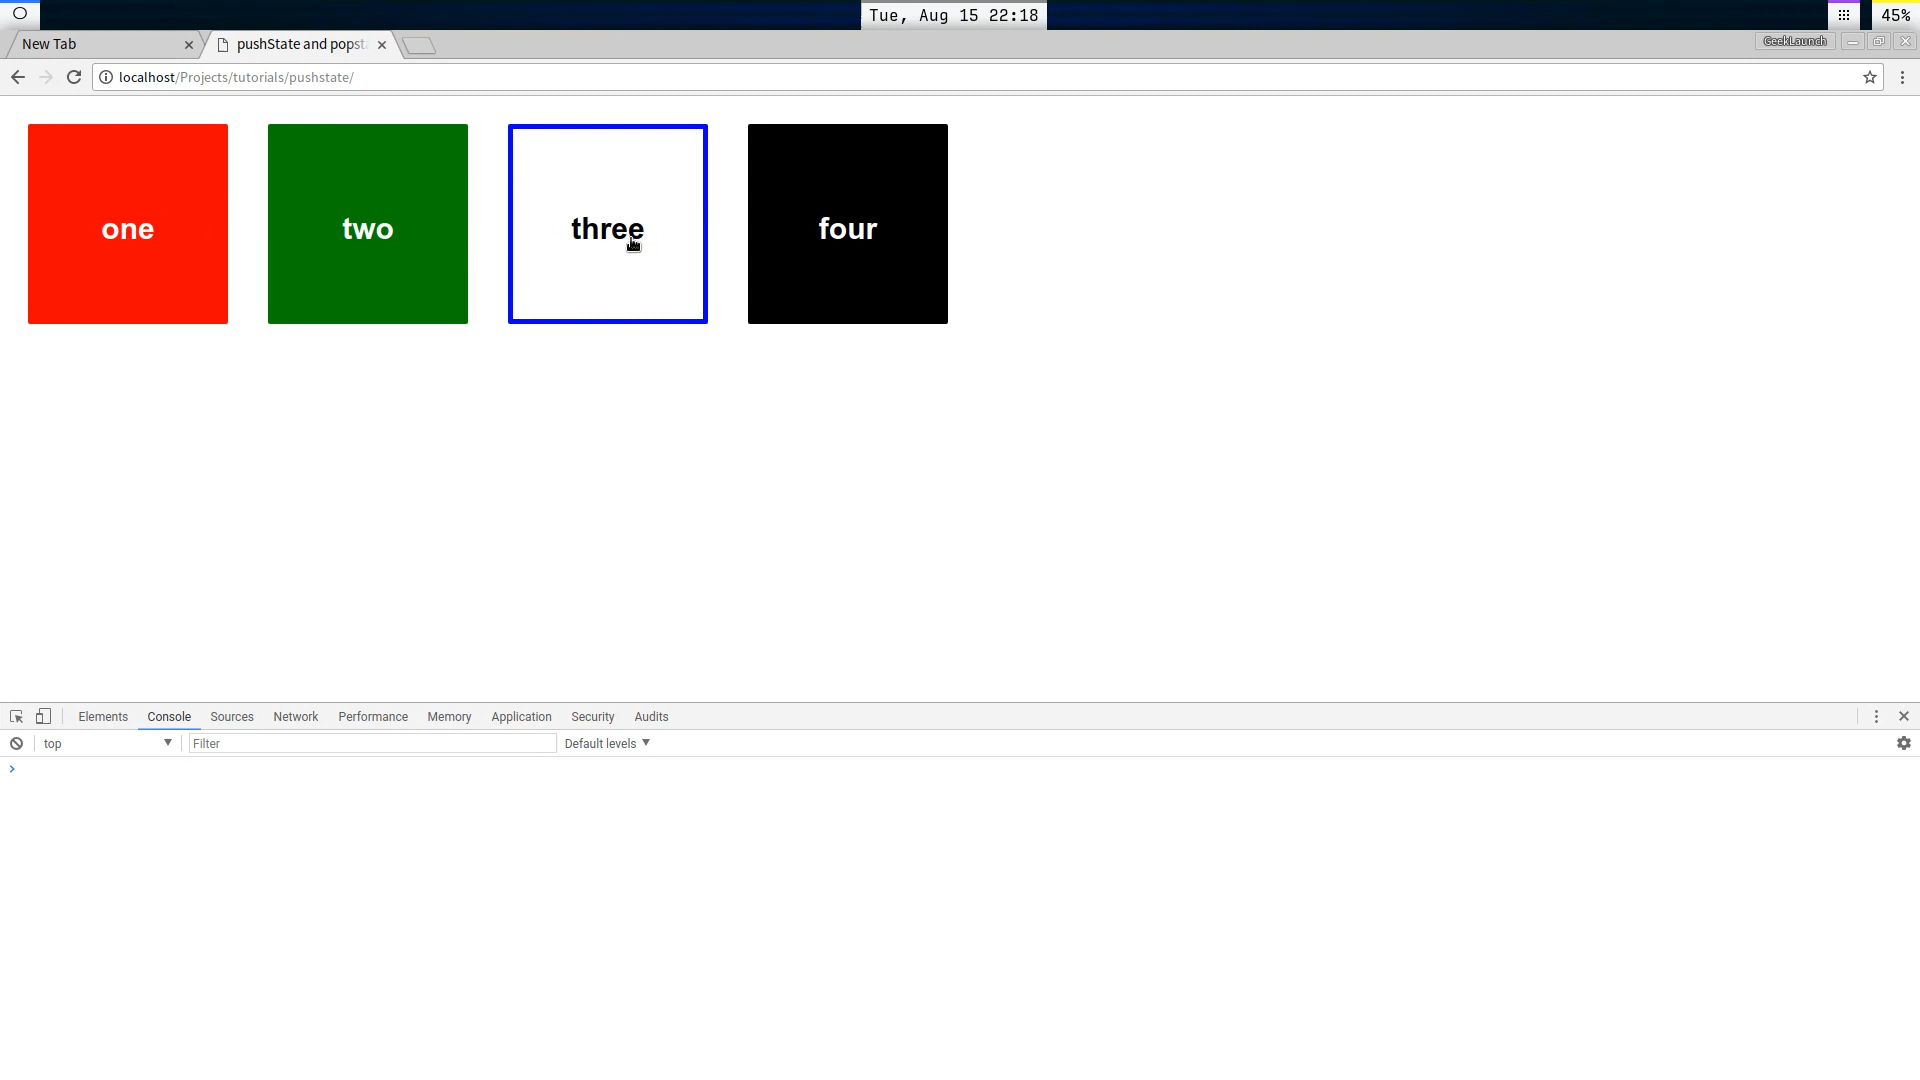 Tue, Aug 15 22:18
45%
New Tab
pushState and popst
GeekLaunch
localhost/Projects/tutorials/pushstate/
one
two
three
four
Elements Console Sources Network Performance Memory Application Security Audits
top
Filter
Default levels